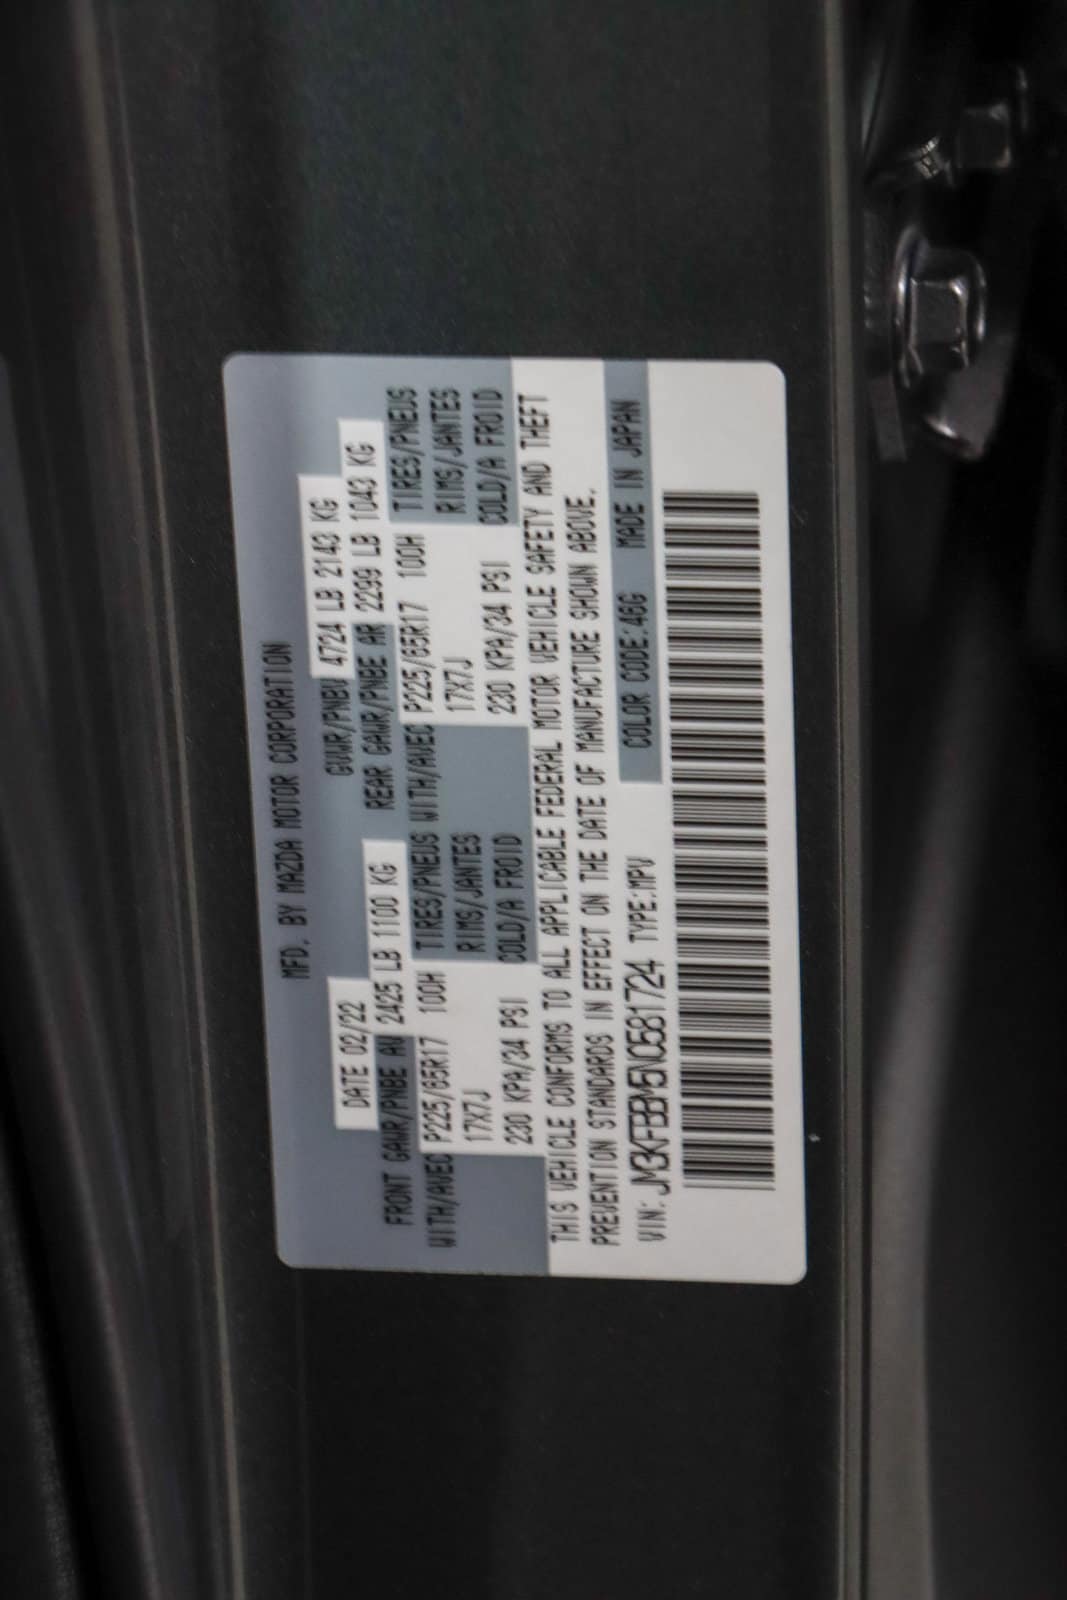 MFD. BY MAZDA MOTOR CORPORATION
DATE 02/22 GVWR/PNBV 4724 LB 2143 KG
FRONT GAWR/PNBE AV 2425 LB 1100 KG REAR GAWR/PNBE AR 2299 LB 1043 KG
WITH/AVEC P225/65R17 100H TIRES/PNEUS WITH/AVEC P225/65R17 100H TIRES/PNEUS
17X7J RIMS/JANTES 17X7J RIMS/JANTES
230 KPA/34 PSI COLD/A FROID 230 KPA/34 PSI COLD/A FROID
THIS VEHICLE CONFORMS TO ALL APPLICABLE FEDERAL MOTOR VEHICLE SAFETY AND THEFT
PREVENTION STANDARDS IN EFFECT ON THE DATE OF MANUFACTURE SHOWN ABOVE.
VIN: JM3KFBBM5N0581724 TYPE:MPV COLOR CODE:46G MADE IN JAPAN